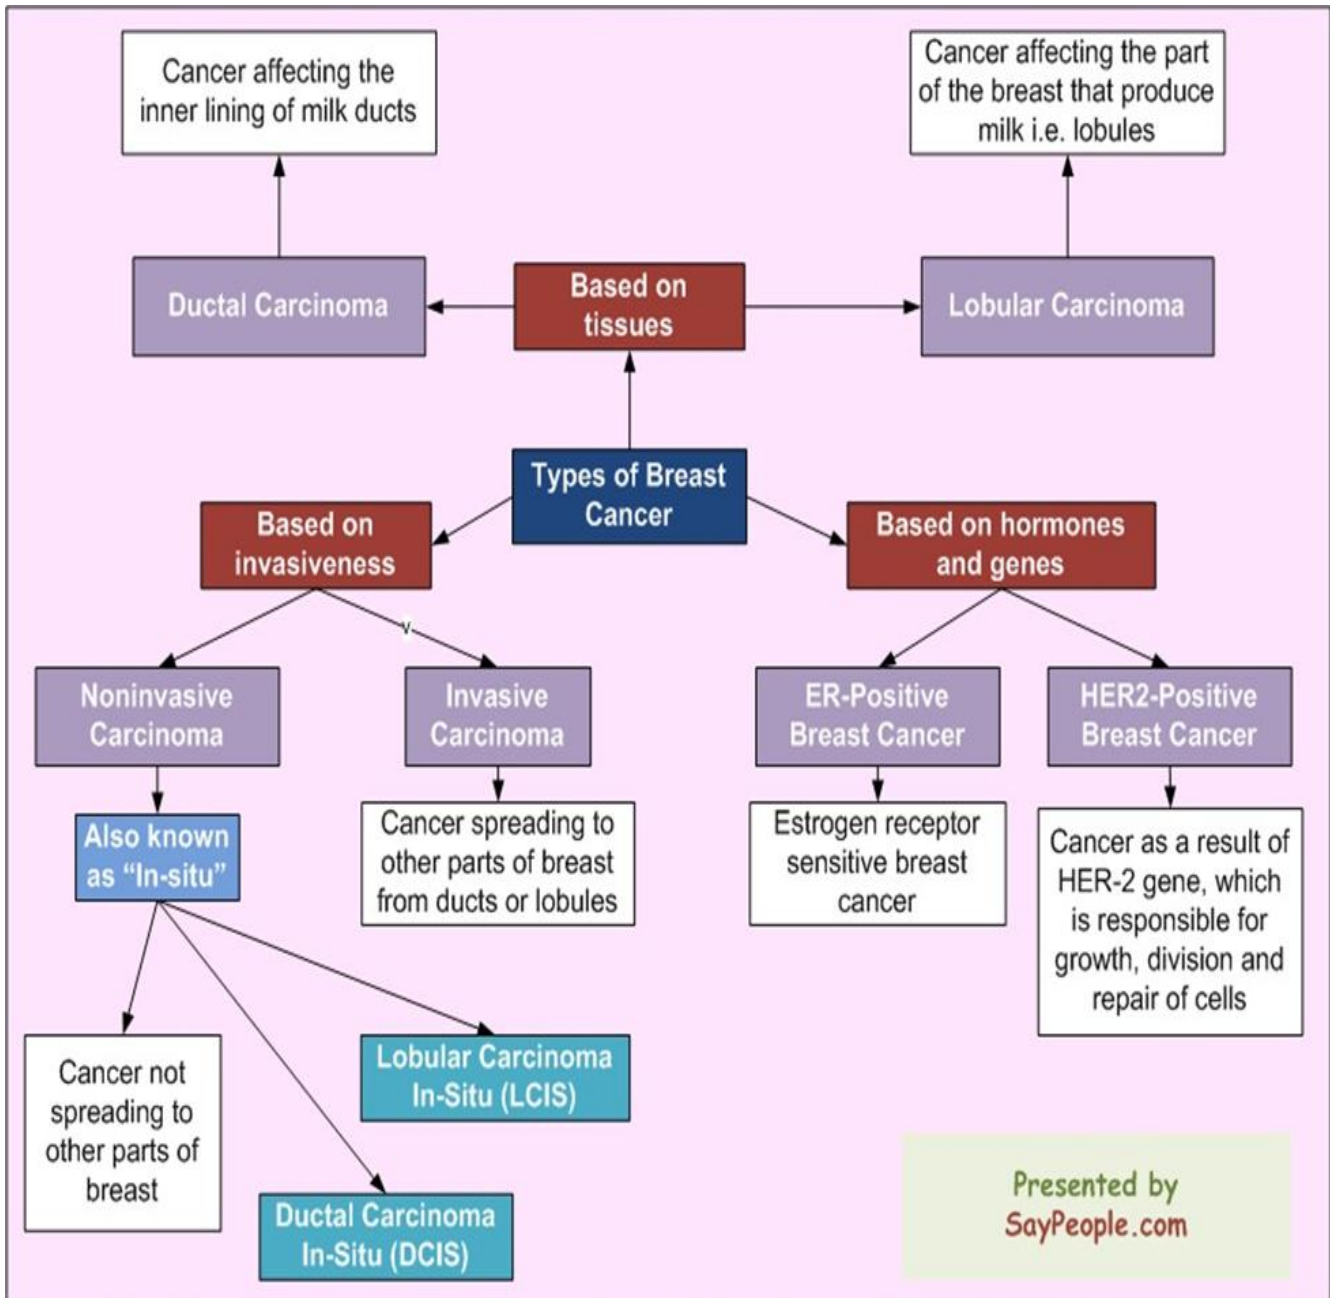 Cancer affecting the
inner lining of milk ducts
Cancer affecting the part
of the breast that produce
milk i.e. lobules
Ductal Carcinoma
Based on
tissues
Lobular Carcinoma
Types of Breast
Cancer
Based on
invasiveness
Based on hormones
and genes
v
Noninvasive
Carcinoma
Invasive
Carcinoma
ER-Positive
Breast Cancer
HER2-Positive
Breast Cancer
Also known
as “In-situ”
Cancer spreading to
other parts of breast
from ducts or lobules
Estrogen receptor
sensitive breast
cancer
Cancer as a result of
HER-2 gene, which
is responsible for
growth, division and
repair of cells
Cancer not
spreading to
other parts of
breast
Lobular Carcinoma
In-Situ (LCIS)
Ductal Carcinoma
In-Situ (DCIS)
Presented by
SayPeople.com